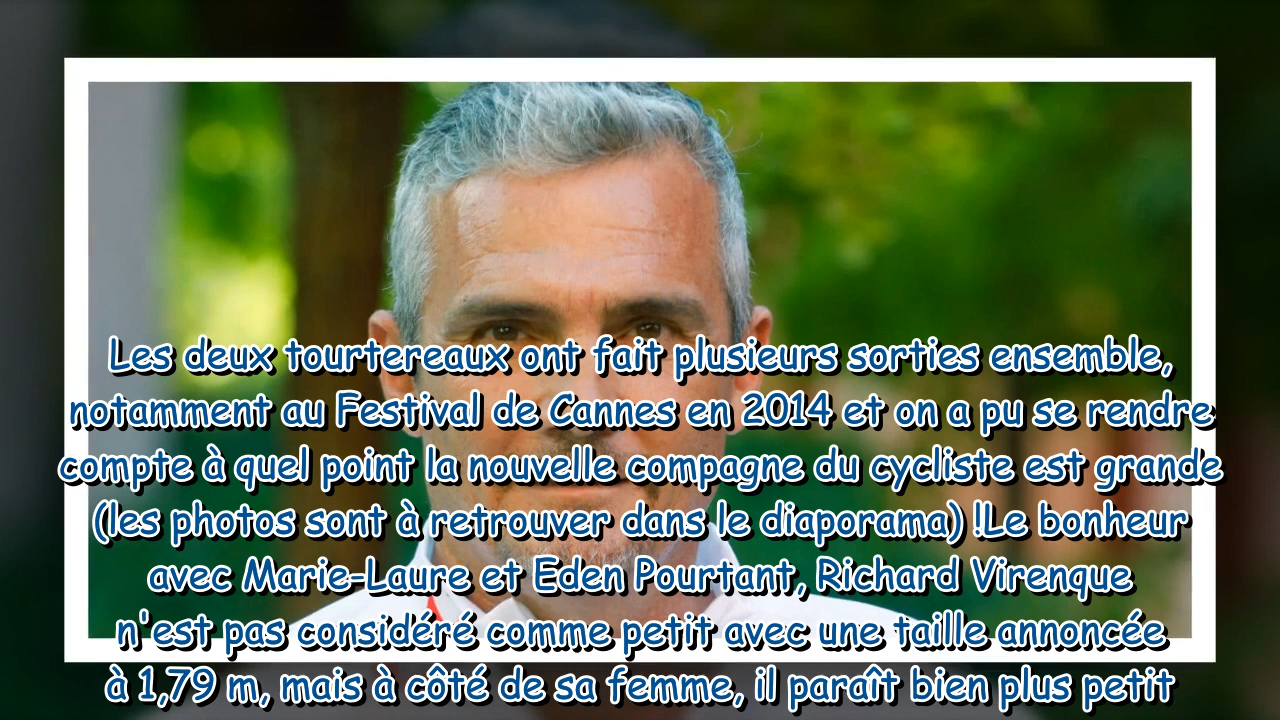 Les deux tourtereaux ont fait plusieurs sorties ensemble,
notamment au Festival de Cannes en 2014 et on a pu se rendre
compte à quel point la nouvelle compagne du cycliste est grande
(les photos sont à retrouver dans le diaporama) !Le bonheur
avec Marie-Laure et Eden Pourtant, Richard Virenque
n'est pas considéré comme petit avec une taille annoncée
à 1,79 m, mais à côté de sa femme, il paraît bien plus petit